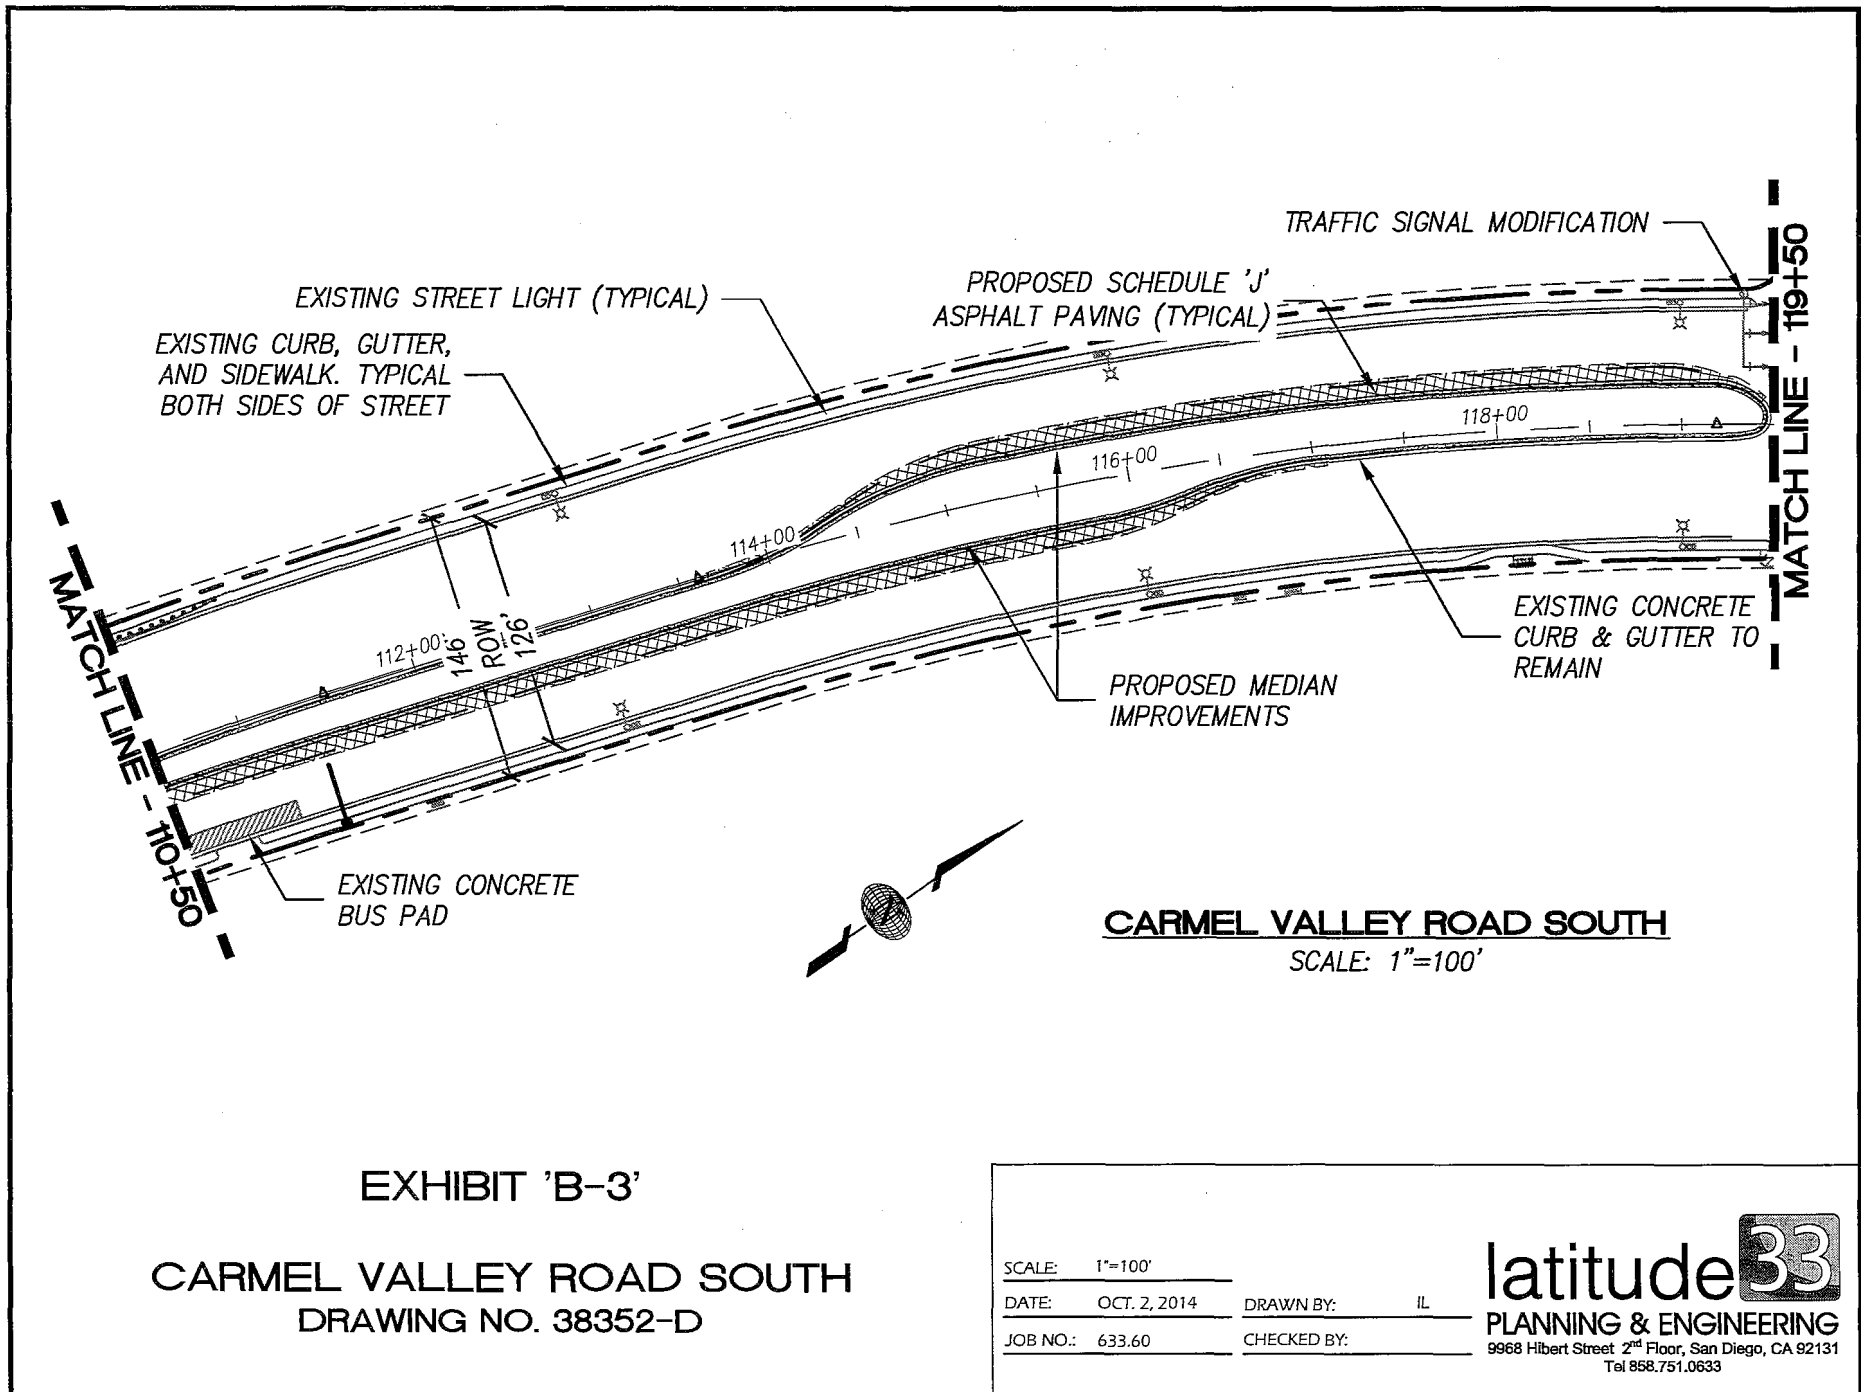 TRAFFIC SIGNAL MODIFICATION
PROPOSED SCHEDULE 'J'
ASPHALT PAVING (TYPICAL)
EXISTING STREET LIGHT (TYPICAL)
EXISTING CURB, GUTTER,
AND SIDEWALK. TYPICAL
BOTH SIDES OF STREET
MATCH LINE - 119+50
118+00
116+00
114+00
112+00
146'
ROW
126'
MATCH LINE - 110+50
EXISTING CONCRETE
CURB & GUTTER TO
REMAIN
PROPOSED MEDIAN
IMPROVEMENTS
EXISTING CONCRETE
BUS PAD
CARMEL VALLEY ROAD SOUTH
SCALE: 1"=100'
EXHIBIT 'B-3'
CARMEL VALLEY ROAD SOUTH
DRAWING NO. 38352-D
SCALE: 1"=100'
DATE: OCT. 2, 2014 DRAWN BY: IL
JOB NO.: 633.60 CHECKED BY:
latitude 33
PLANNING & ENGINEERING
9968 Hibert Street 2nd Floor, San Diego, CA 92131
Tel 858.751.0633